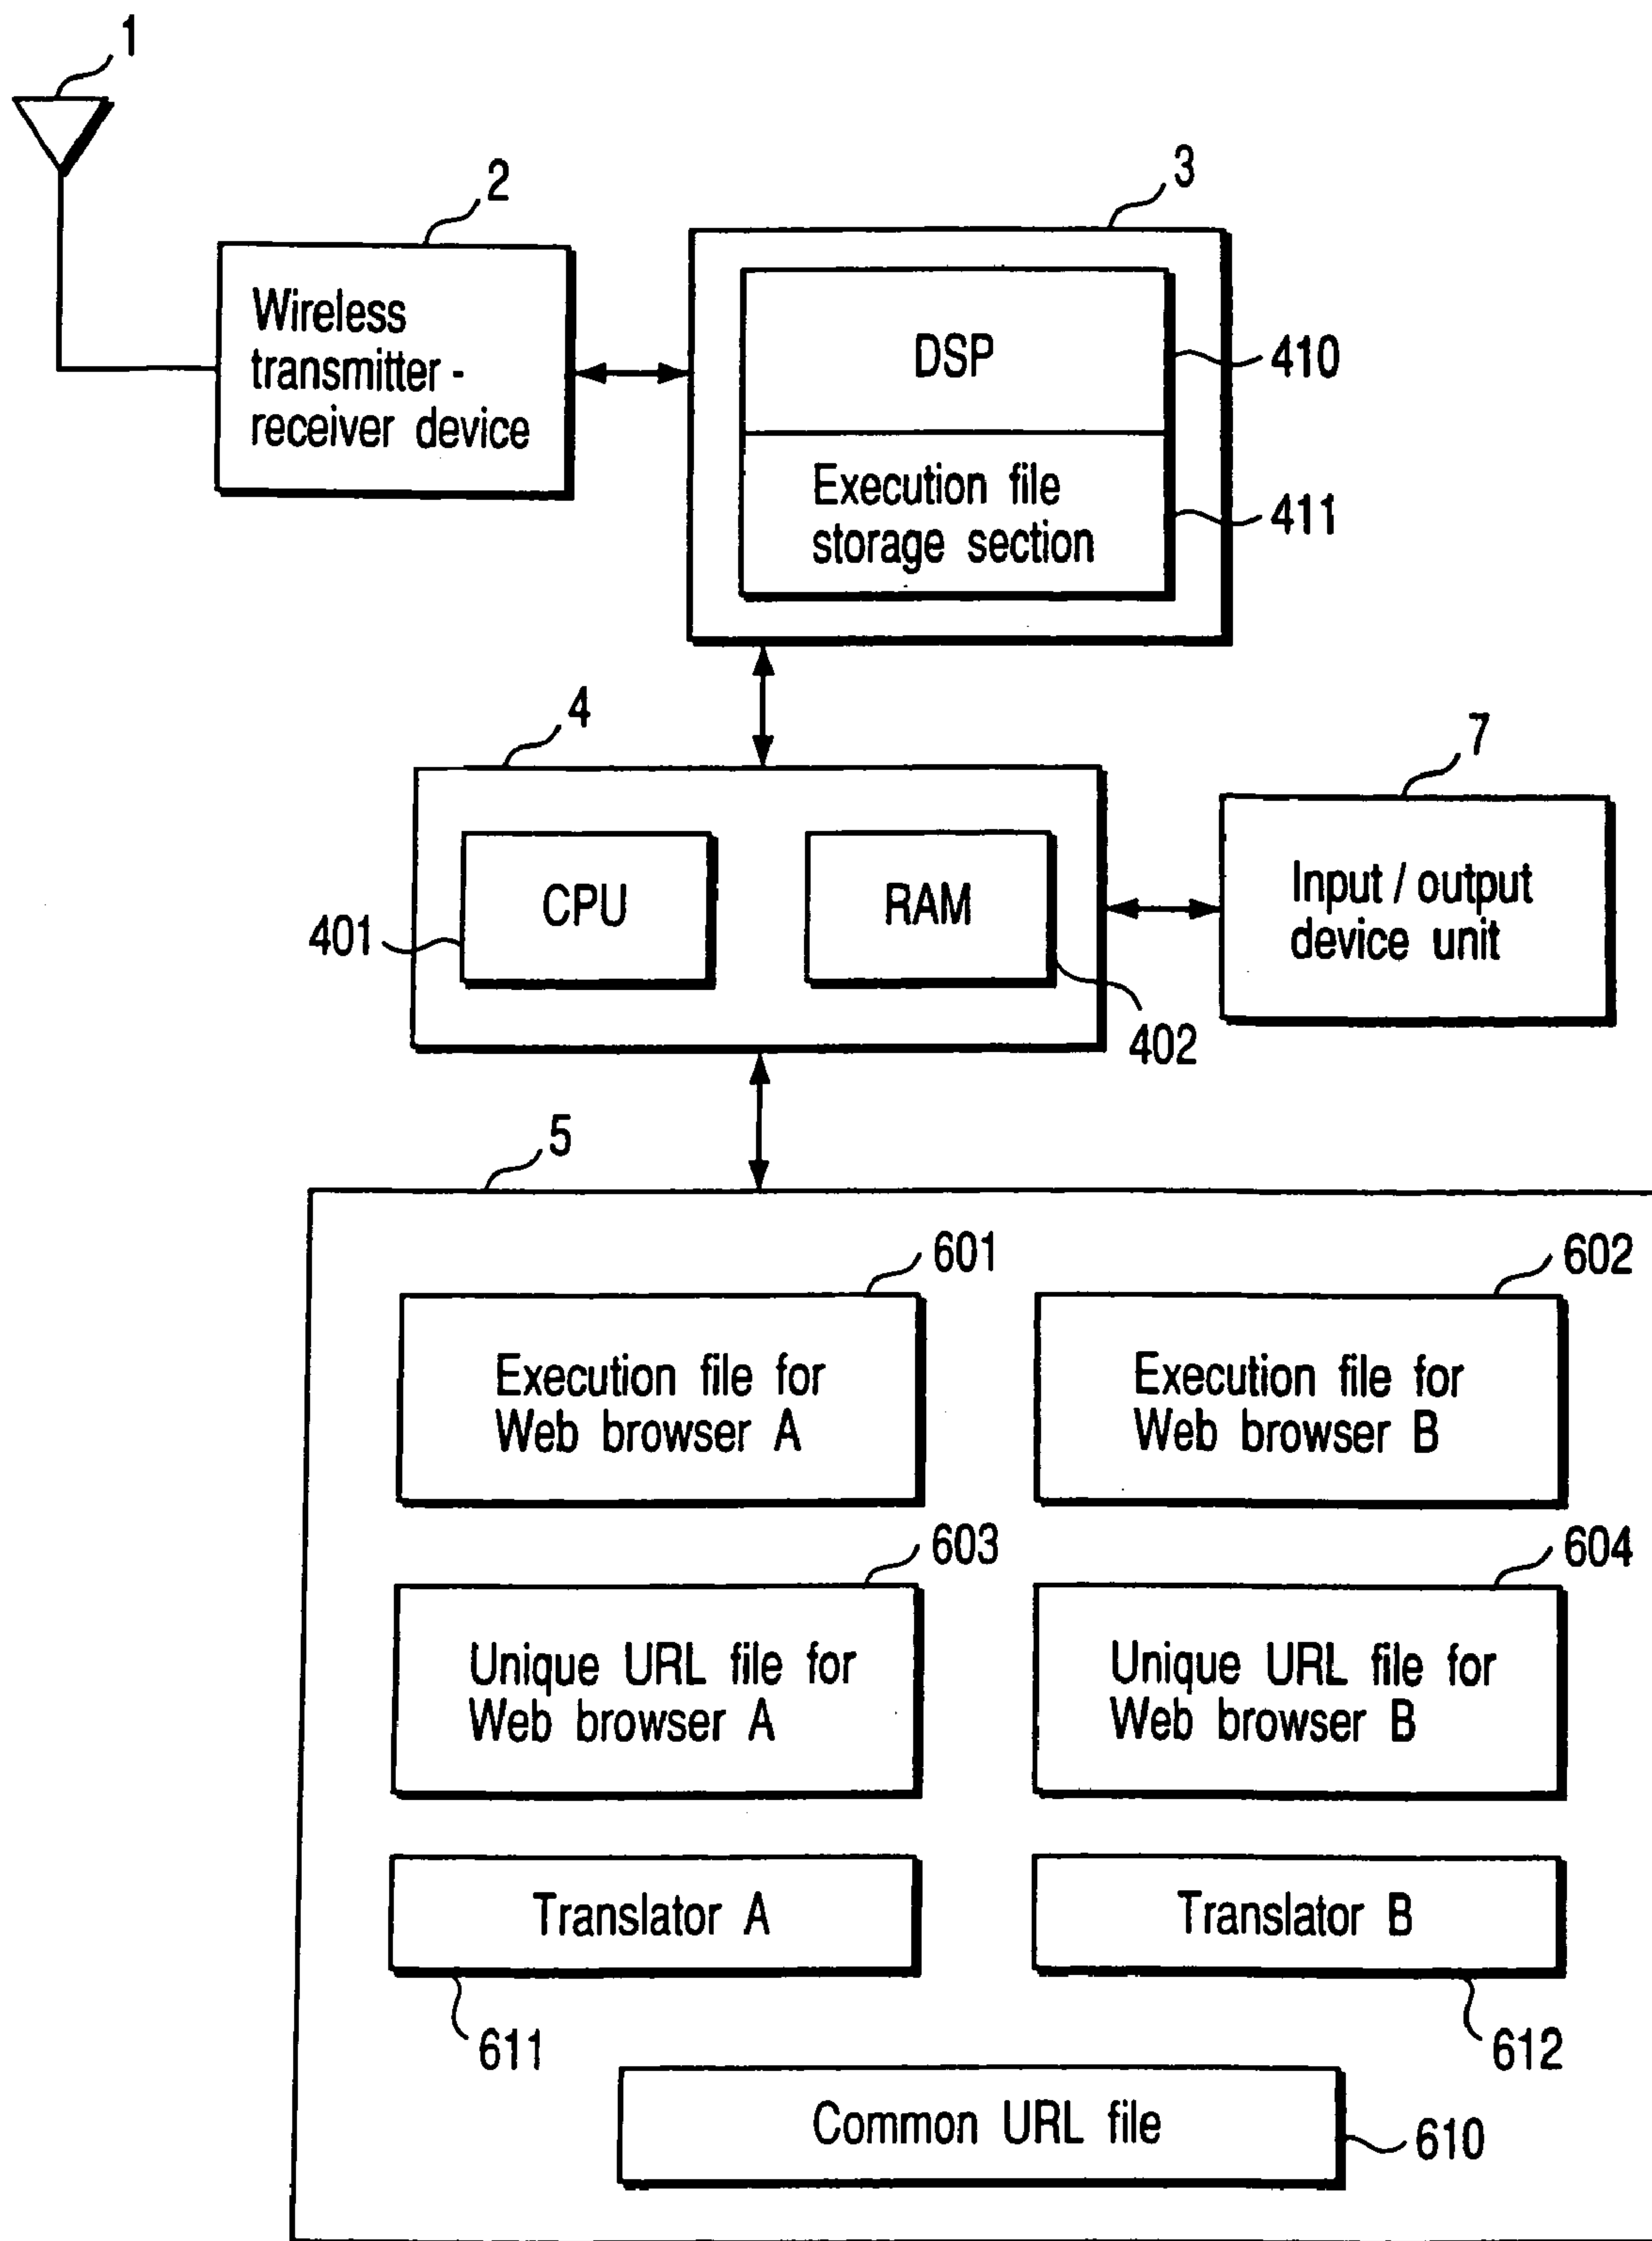 1
2
3
Wireless
transmitter -
receiver device
DSP
410
Execution file
storage section
411
4
7
CPU
RAM
401
402
Input / output
device unit
5
601
602
Execution file for
Web browser A
Execution file for
Web browser B
603
604
Unique URL file for
Web browser A
Unique URL file for
Web browser B
Translator A
Translator B
611
612
Common URL file
610